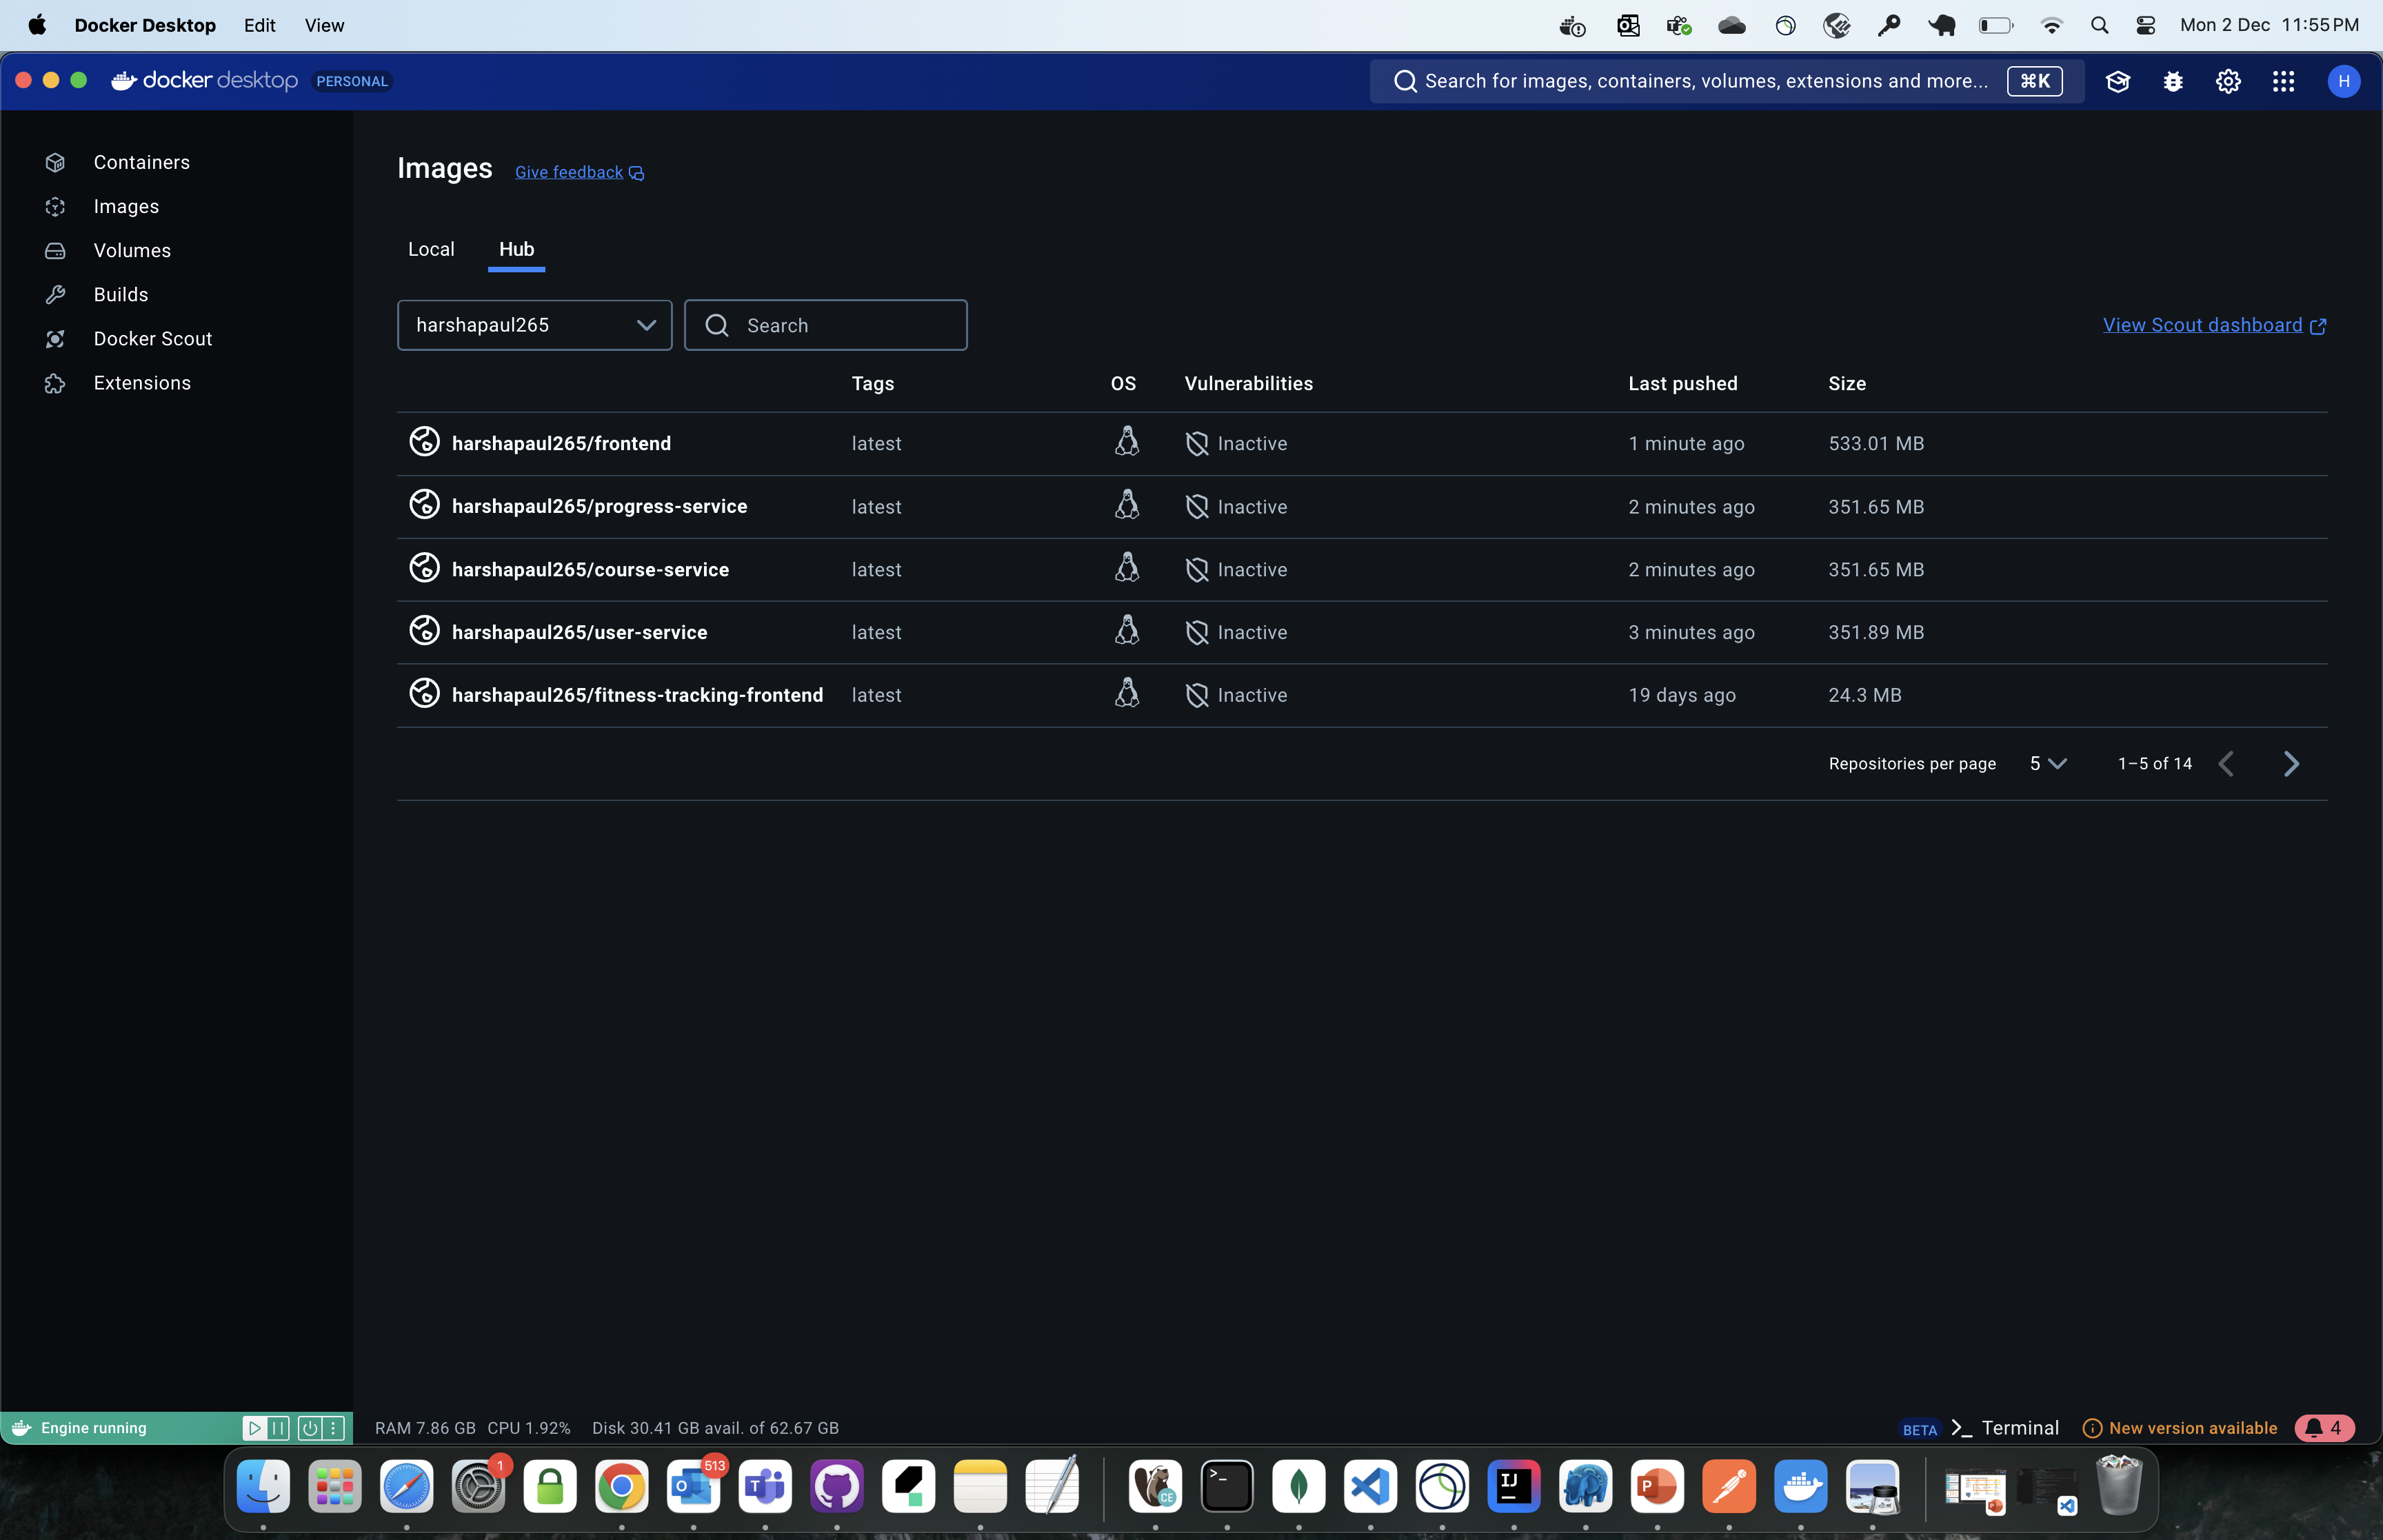 Docker Desktop Edit View Mon 2 Dec 11:55 PM
docker desktop PERSONAL Search for images, containers, volumes, extensions and more... ⌘K H
Containers
Images
Volumes
Builds
Docker Scout
Extensions
Images Give feedback
Local Hub
harshapaul265 Search View Scout dashboard
Tags OS Vulnerabilities Last pushed Size
harshapaul265/frontend latest Inactive 1 minute ago 533.01 MB
harshapaul265/progress-service latest Inactive 2 minutes ago 351.65 MB
harshapaul265/course-service latest Inactive 2 minutes ago 351.65 MB
harshapaul265/user-service latest Inactive 3 minutes ago 351.89 MB
harshapaul265/fitness-tracking-frontend latest Inactive 19 days ago 24.3 MB
Repositories per page 5 1–5 of 14
Engine running RAM 7.86 GB CPU 1.92% Disk 30.41 GB avail. of 62.67 GB BETA Terminal New version available 4
1 513
O T CE >_ IJ P